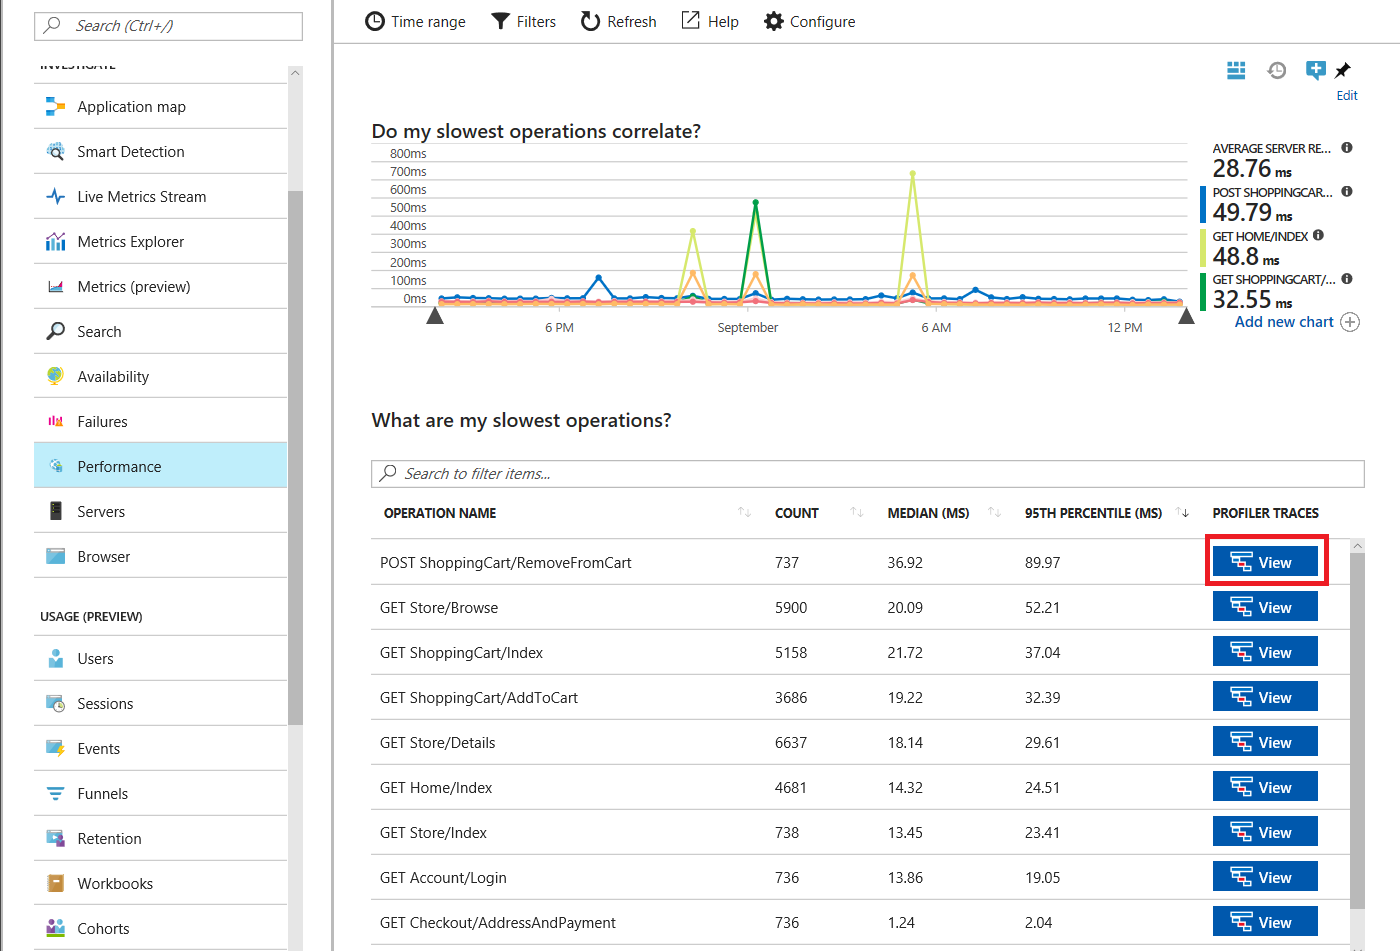 Search (Ctrl+/)
Time range
Filters
Refresh
Help
Configure
INVESTIGATE
Application map
Smart Detection
Live Metrics Stream
Metrics Explorer
Metrics (preview)
Search
Availability
Failures
Performance
Servers
Browser
USAGE (PREVIEW)
Users
Sessions
Events
Funnels
Retention
Workbooks
Cohorts
Edit
Do my slowest operations correlate?
800ms
700ms
600ms
500ms
400ms
300ms
200ms
100ms
0ms
6 PM
September
6 AM
12 PM
AVERAGE SERVER RE...
28.76 ms
POST SHOPPINGCAR...
49.79 ms
GET HOME/INDEX
48.8 ms
GET SHOPPINGCART/...
32.55 ms
Add new chart
What are my slowest operations?
Search to filter items...
OPERATION NAME COUNT MEDIAN (MS) 95TH PERCENTILE (MS) PROFILER TRACES
POST ShoppingCart/RemoveFromCart 737 36.92 89.97 View
GET Store/Browse 5900 20.09 52.21 View
GET ShoppingCart/Index 5158 21.72 37.04 View
GET ShoppingCart/AddToCart 3686 19.22 32.39 View
GET Store/Details 6637 18.14 29.61 View
GET Home/Index 4681 14.32 24.51 View
GET Store/Index 738 13.45 23.41 View
GET Account/Login 736 13.86 19.05 View
GET Checkout/AddressAndPayment 736 1.24 2.04 View